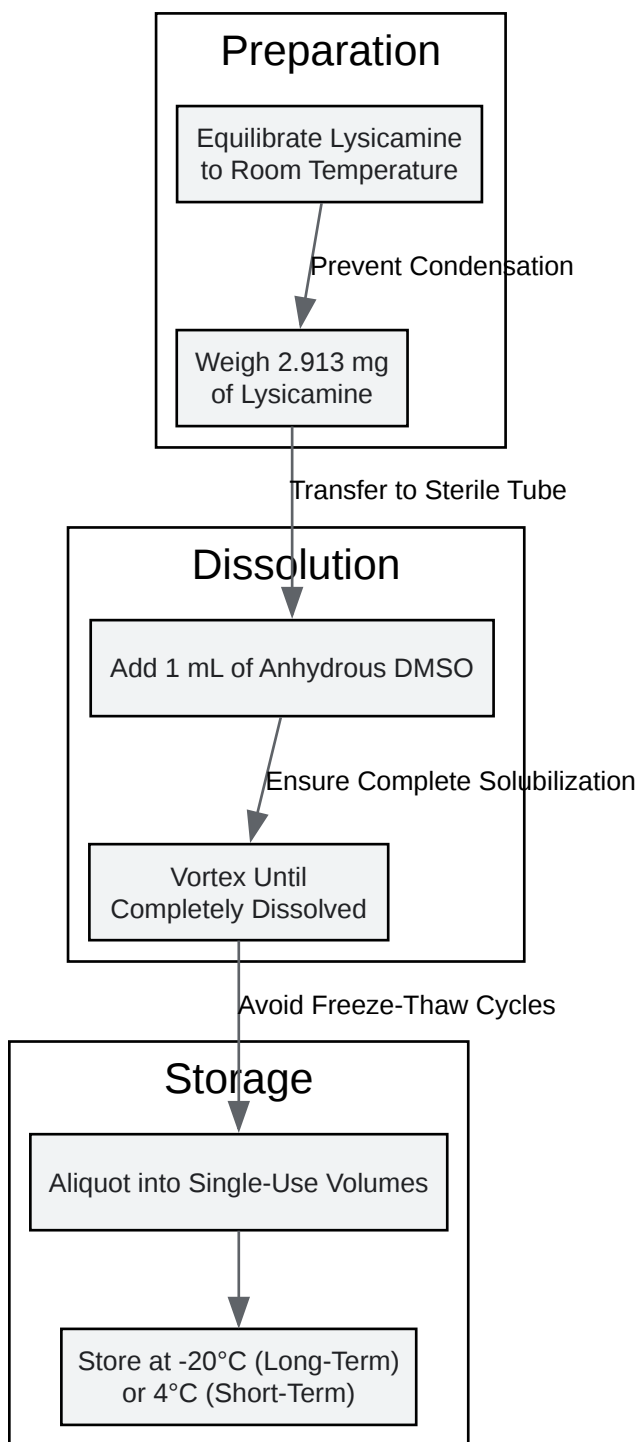 Preparation
Equilibrate Lysicamine
to Room Temperature
Prevent Condensation
Weigh 2.913 mg
of Lysicamine
Transfer to Sterile Tube
Dissolution
Add 1 mL of Anhydrous DMSO
Ensure Complete Solubilization
Vortex Until
Completely Dissolved
Avoid Freeze-Thaw Cycles
Storage
Aliquot into Single-Use Volumes
Store at -20°C (Long-Term)
or 4°C (Short-Term)